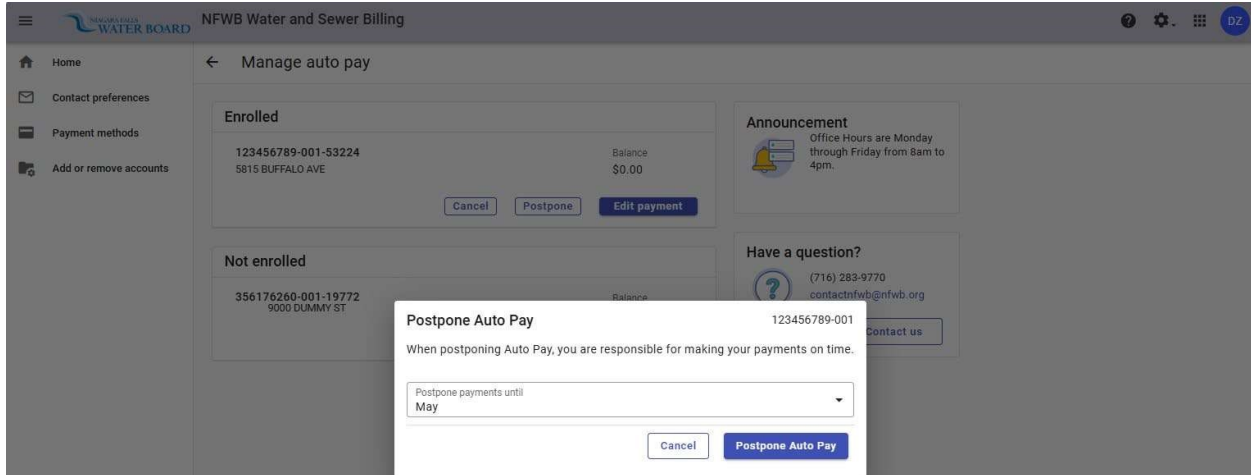 NIAGARA FALLS
WATER BOARD
NFWB Water and Sewer Billing
DZ
Home
Contact preferences
Payment methods
Add or remove accounts
Manage auto pay
Enrolled
123456789-001-53224
5815 BUFFALO AVE
Balance
$0.00
Cancel
Postpone
Edit payment
Not enrolled
356176260-001-19772
9000 DUMMY ST
Balance
Announcement
Office Hours are Monday
through Friday from 8am to
4pm.
Have a question?
(716) 283-9770
contactnfwb@nfwb.org
Contact us
Postpone Auto Pay
123456789-001
When postponing Auto Pay, you are responsible for making your payments on time.
Postpone payments until
May
Cancel
Postpone Auto Pay